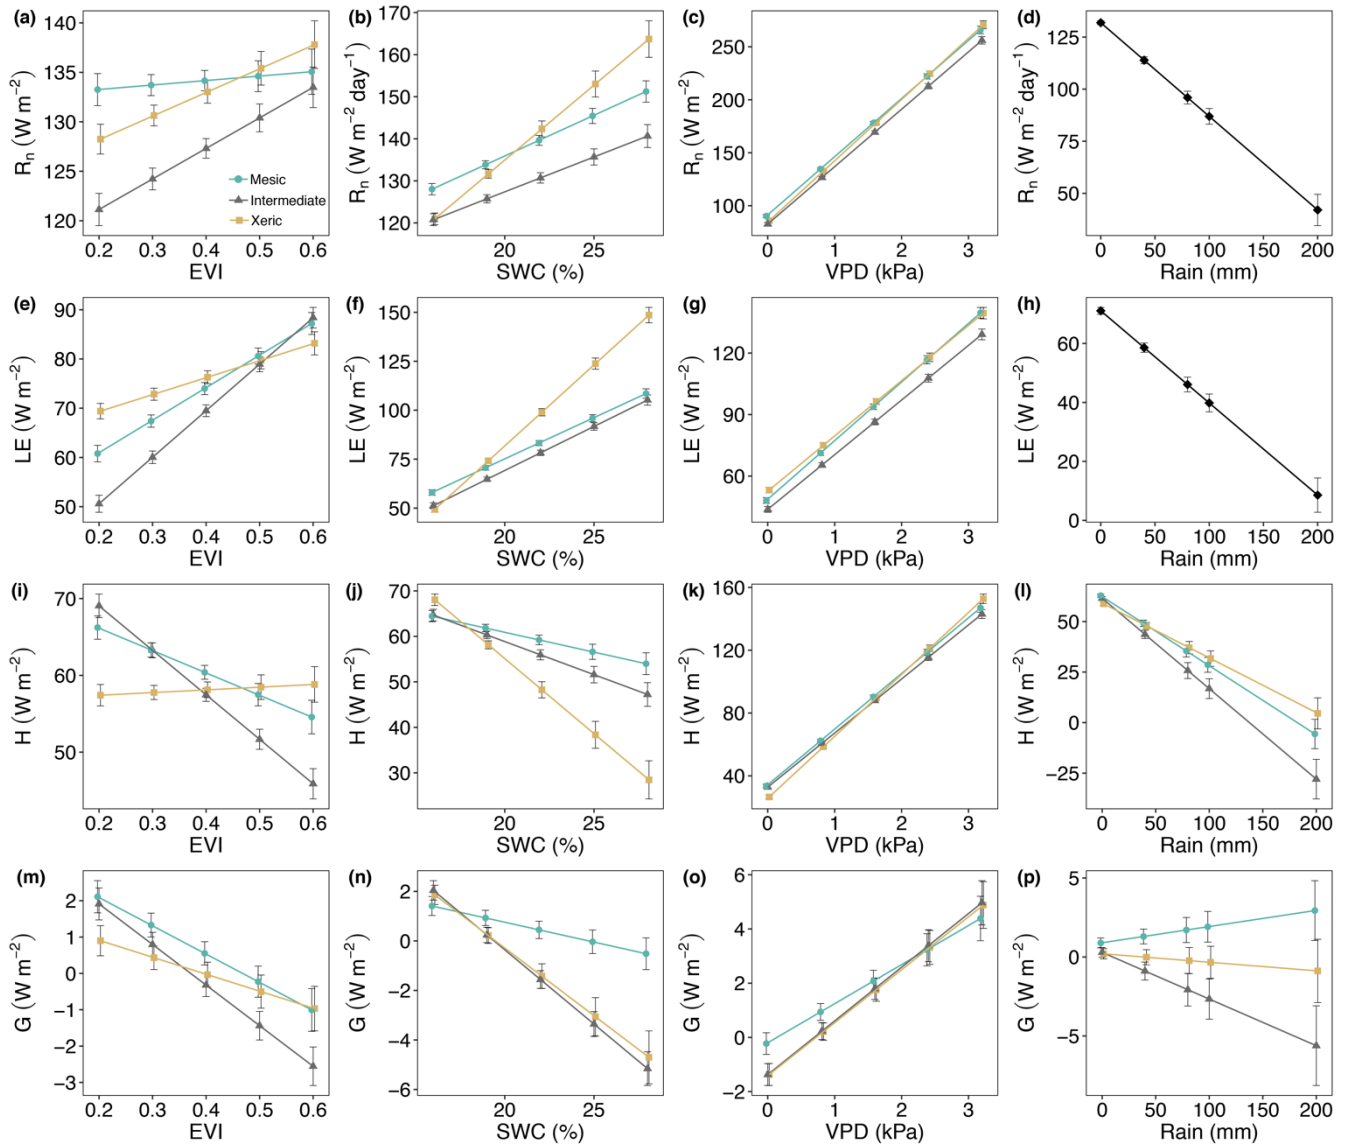 (a) (b) (c) (d)
Rn (W m−2) 140 135 130 125 120
Mesic
Intermediate
Xeric
0.2 0.3 0.4 0.5 0.6
EVI
Rn (W m−2 day−1) 170 160 150 140 130 120
20 25
SWC (%)
Rn (W m−2) 250 200 150 100
0 1 2 3
VPD (kPa)
Rn (W m−2 day−1) 125 100 75 50
0 50 100 150 200
Rain (mm)
(e) (f) (g) (h)
LE (W m−2) 90 80 70 60 50
0.2 0.3 0.4 0.5 0.6
EVI
LE (W m−2) 150 125 100 75 50
20 25
SWC (%)
LE (W m−2) 120 90 60
0 1 2 3
VPD (kPa)
LE (W m−2) 60 40 20 0
0 50 100 150 200
Rain (mm)
(i) (j) (k) (l)
H (W m−2) 70 60 50
0.2 0.3 0.4 0.5 0.6
EVI
H (W m−2) 70 60 50 40 30
20 25
SWC (%)
H (W m−2) 160 120 80 40
0 1 2 3
VPD (kPa)
H (W m−2) 50 25 0 −25
0 50 100 150 200
Rain (mm)
(m) (n) (o) (p)
G (W m−2) 2 1 0 −1 −2 −3
0.2 0.3 0.4 0.5 0.6
EVI
G (W m−2) 2 0 −2 −4 −6
20 25
SWC (%)
G (W m−2) 6 4 2 0 −2
0 1 2 3
VPD (kPa)
G (W m−2) 5 0 −5
0 50 100 150 200
Rain (mm)